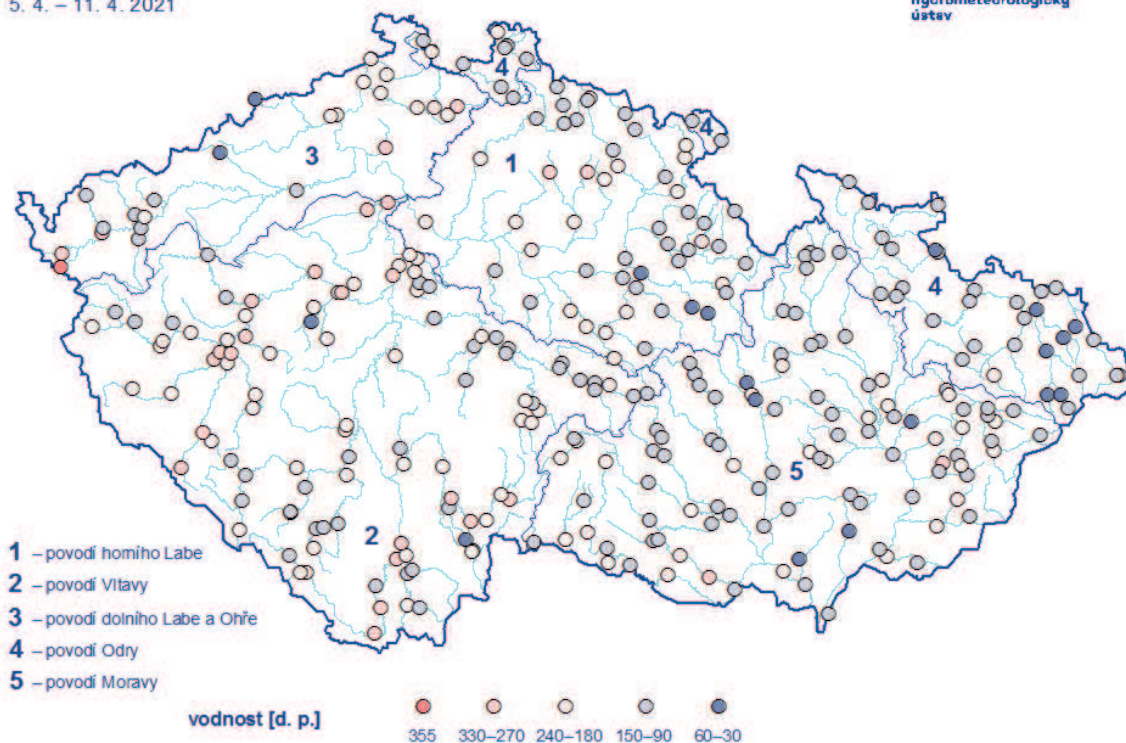 5. 4. – 11. 4. 2021
hydrometeorologický
ústav
4
4
3
1
4
5
2
1 – povodí horního Labe
2 – povodí Vltavy
3 – povodí dolního Labe a Ohře
4 – povodí Odry
5 – povodí Moravy
vodnost [d. p.]
355 330–270 240–180 150–90 60–30